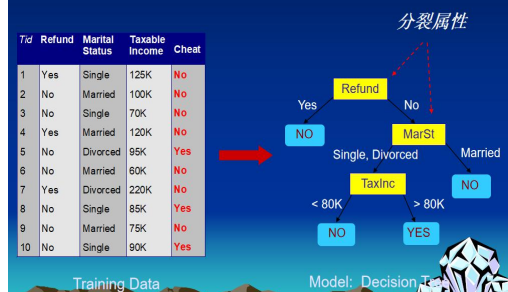 分裂属性
Tid Refund Marital Status Taxable Income Cheat
1 Yes Single 125K No
2 No Married 100K No
3 No Single 70K No
4 Yes Married 120K No
5 No Divorced 95K Yes
6 No Married 60K No
7 Yes Divorced 220K No
8 No Single 85K Yes
9 No Married 75K No
10 No Single 90K Yes
Refund
Yes No
NO MarSt
Single, Divorced Married
TaxInc NO
< 80K > 80K
NO YES
Training Data
Model: Decision